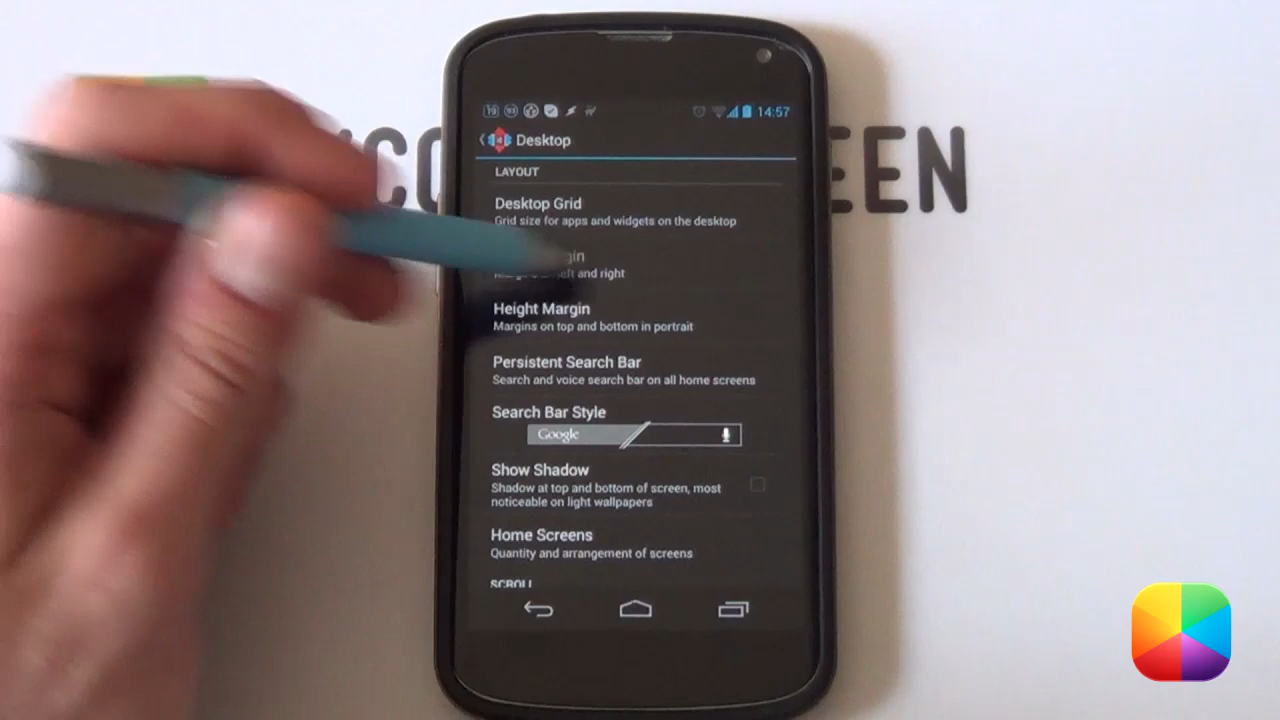 14:57
Desktop
LAYOUT
Desktop Grid
Grid size for apps and widgets on the desktop
left and right
Height Margin
Margins on top and bottom in portrait
Persistent Search Bar
Search and voice search bar on all home screens
Search Bar Style
Google
Show Shadow
Shadow at top and bottom of screen, most
noticeable on light wallpapers
Home Screens
Quantity and arrangement of screens
SCROLL